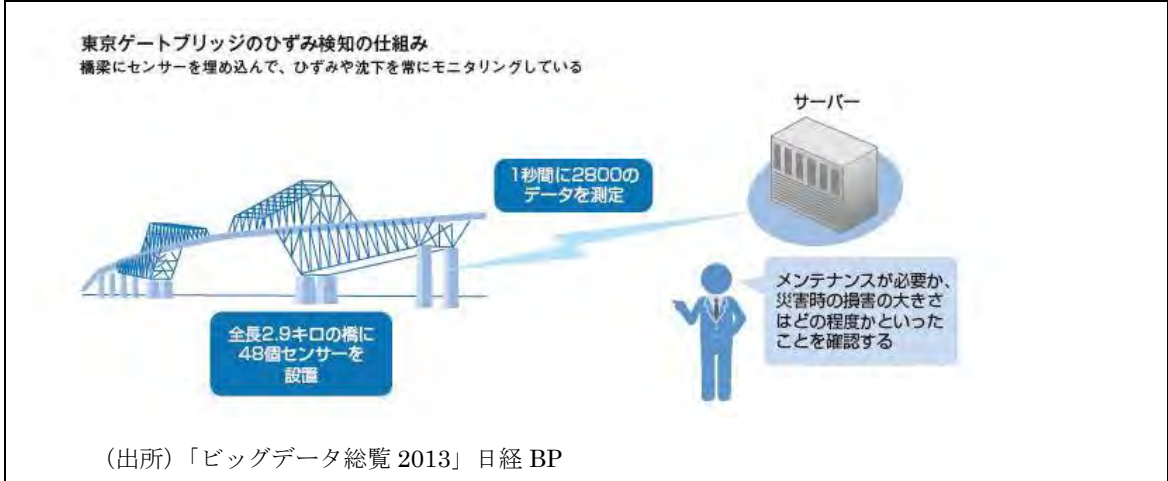 東京ゲートブリッジのひずみ検知の仕組み
橋梁にセンサーを埋め込んで、ひずみや沈下を常にモニタリングしている
サーバー
1秒間に2800の
データを測定
メンテナンスが必要か、
災害時の損害の大きさ
はどの程度かといった
ことを確認する
全長2.9キロの橋に
48個センサーを
設置
（出所）「ビッグデータ総覧 2013」日経 BP